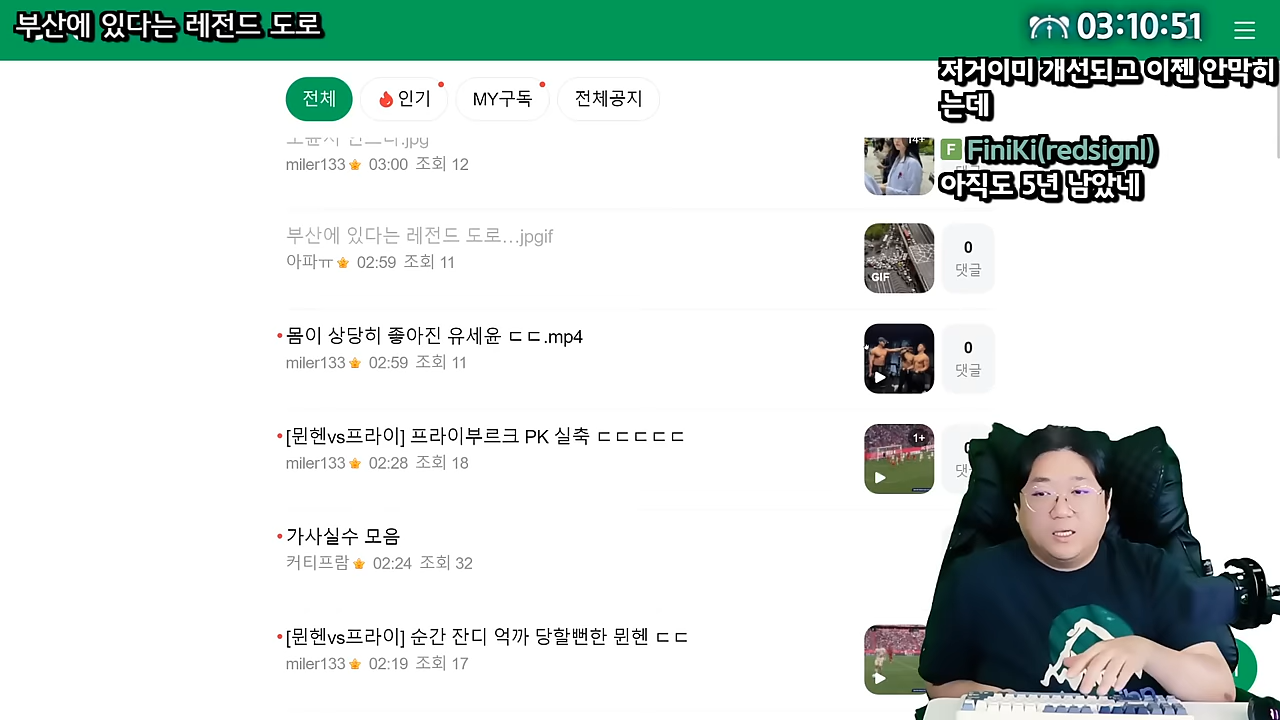 부산에 있다는 레전드 도로
03:10:51
저거이미 개선되고 이젠 안막히
는데
F FiniKi(redsignl)
아직도 5년 남았네
전체 인기 MY구독 전체공지
miler133 03:00 조회 12
14+
부산에 있다는 레전드 도로...jpgif
아파ㅠ 02:59 조회 11
GIF
0
댓글
몸이 상당히 좋아진 유세윤 ㄷㄷ.mp4
miler133 02:59 조회 11
0
댓글
[뮌헨vs프라이] 프라이부르크 PK 실축 ㄷㄷㄷㄷㄷ
miler133 02:28 조회 18
1+
가사실수 모음
커티프람 02:24 조회 32
[뮌헨vs프라이] 순간 잔디 억까 당할뻔한 뮌헨 ㄷㄷ
miler133 02:19 조회 17